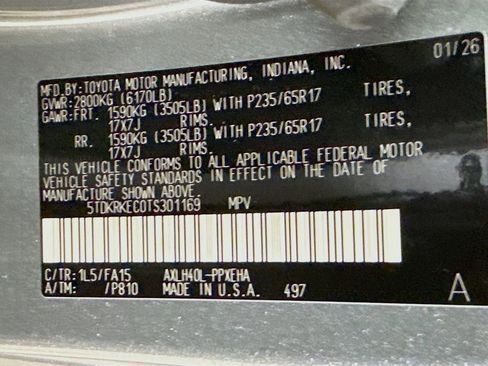 01/26
MFD.BY:TOYOTA MOTOR MANUFACTURING, INDIANA, INC.
GVWR:2800KG (6170LB)
GAWR:FRT. 1590KG (3505LB) WITH P235/65R17 TIRES,
17X7J RIMS.
RR. 1590KG (3505LB) WITH P235/65R17 TIRES,
17X7J RIMS.
THIS VEHICLE CONFORMS TO ALL APPLICABLE FEDERAL MOTOR
VEHICLE SAFETY STANDARDS IN EFFECT ON THE DATE OF
MANUFACTURE SHOWN ABOVE.
5TDKRKEC0TS301169 MPV
C/TR:1L5/FA15 AXLH40L-PPXEHA
A/TM: /P810 MADE IN U.S.A. 497
A